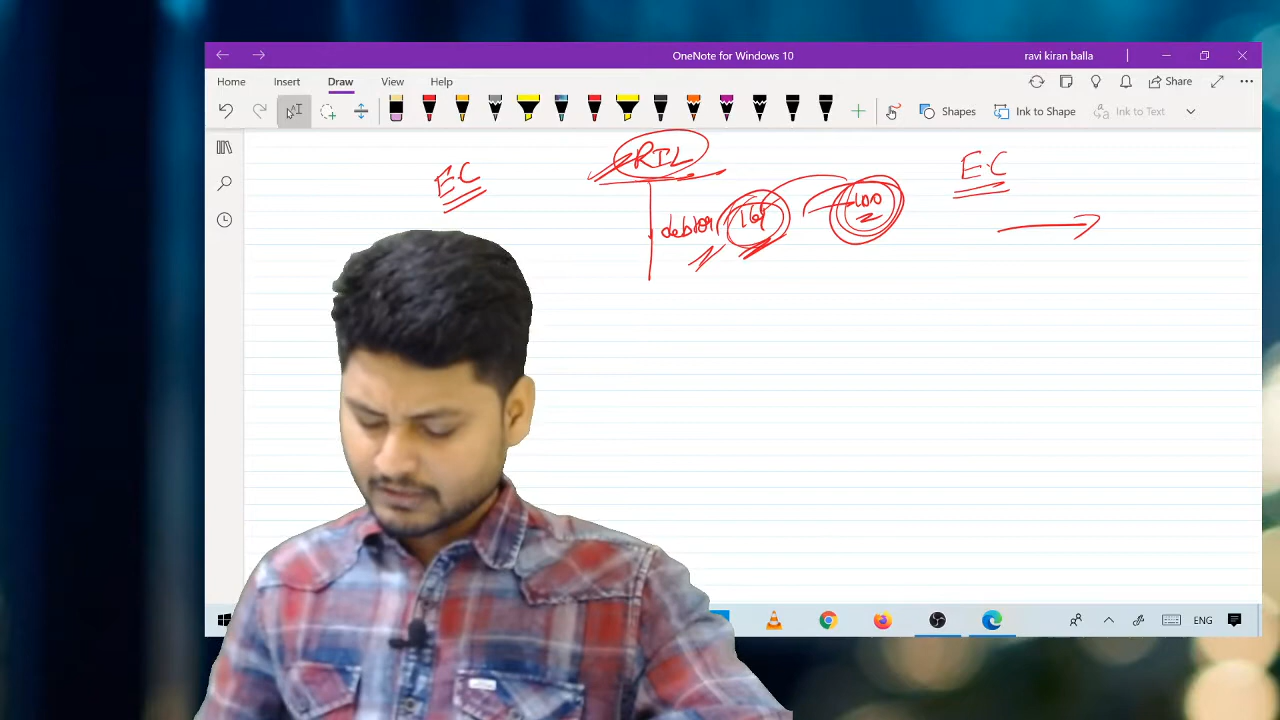 OneNote for Windows 10
ravi kiran balla
Home Insert Draw View Help
Share
Shapes Ink to Shape Ink to Text
RIL
E.C
E.C
debtor
100
ENG